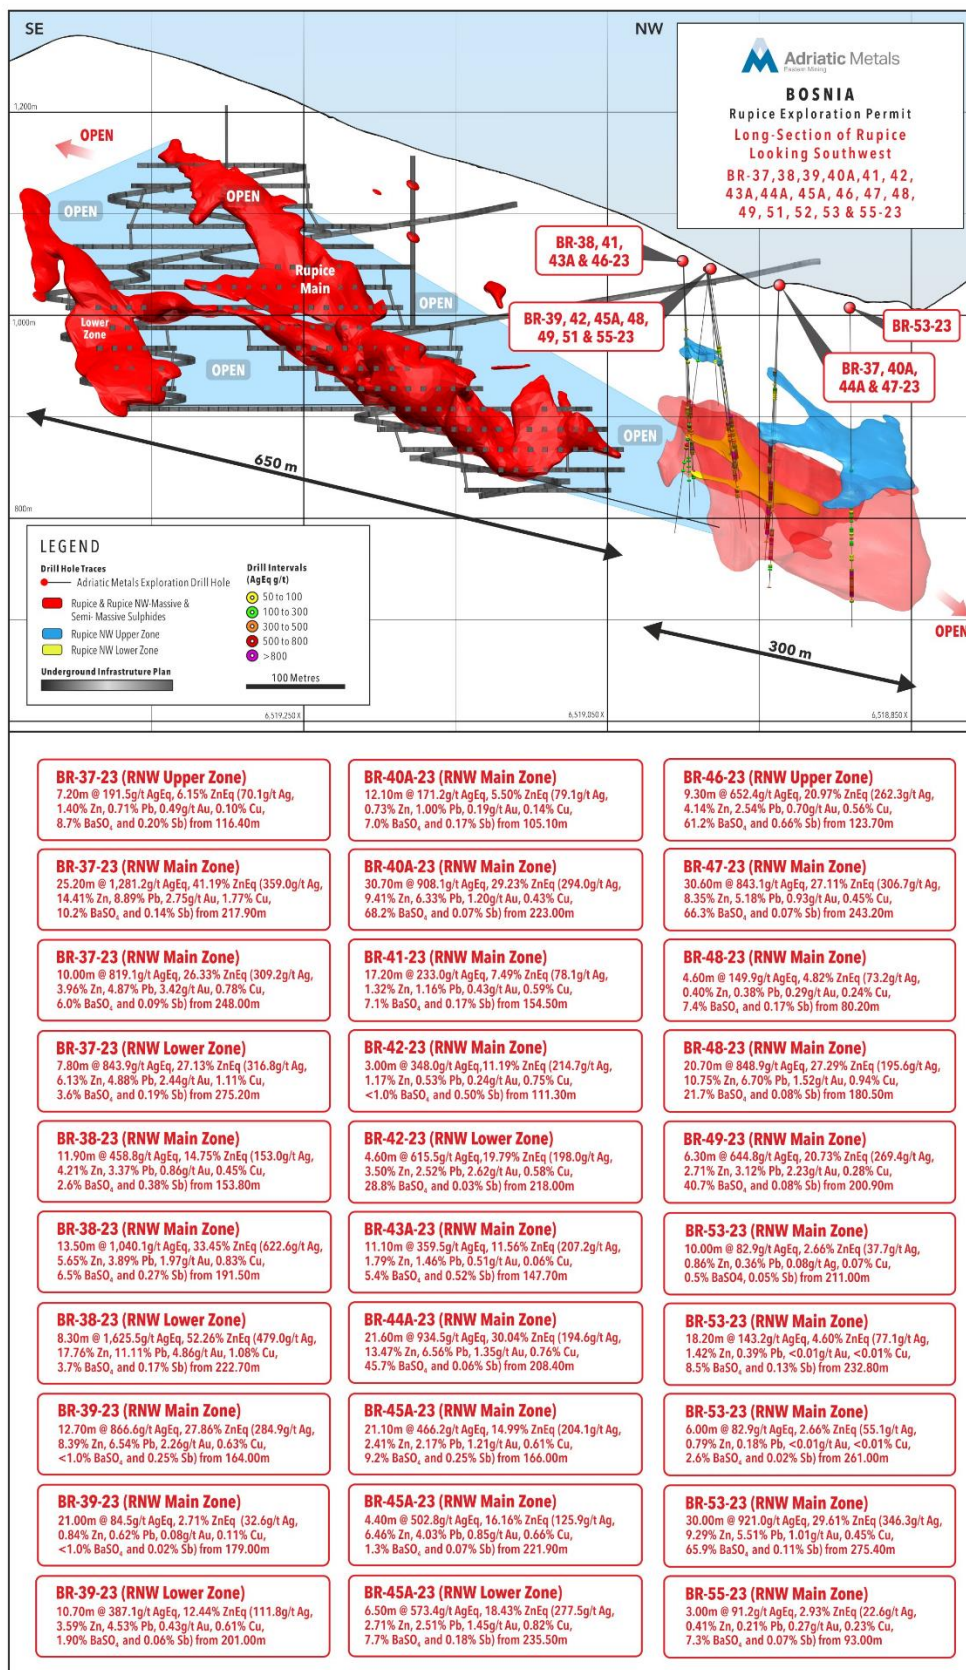 SE
NW
Adriatic Metals
BOSNIA
Rupice Exploration Permit
Long-Section of Rupice
Looking Southwest
BR-37,38,39,40A,41, 42,
43A,44A, 45A, 46, 47, 48,
49, 51, 52, 53 & 55-23
1,200m
OPEN
OPEN
OPEN
Rupice
Main
BR-38, 41,
43A & 46-23
OPEN
1,000m
Lower
Zone
BR-39, 42, 45A, 48,
49, 51 & 55-23
BR-53-23
OPEN
BR-37, 40A,
44A & 47-23
OPEN
650 m
800m
LEGEND
Drill Hole Traces
Adriatic Metals Exploration Drill Hole
Rupice & Rupice NW-Massive &
Semi- Massive Sulphides
Rupice NW Upper Zone
Rupice NW Lower Zone
Underground Infrastruture Plan
Drill Intervals
(AgEq g/t)
50 to 100
100 to 300
300 to 500
500 to 800
>800
100 Metres
300 m
OPEN
6,519,250 X
6,519,050 X
6,518,850 X
BR-37-23 (RNW Upper Zone)
7.20m @ 191.5g/t AgEq, 6.15% ZnEq (70.1g/t Ag,
1.40% Zn, 0.71% Pb, 0.49g/t Au, 0.10% Cu,
8.7% BaSO₄ and 0.20% Sb) from 116.40m
BR-37-23 (RNW Main Zone)
25.20m @ 1,281.2g/t AgEq, 41.19% ZnEq (359.0g/t Ag,
14.41% Zn, 8.89% Pb, 2.75g/t Au, 1.77% Cu,
10.2% BaSO₄ and 0.14% Sb) from 217.90m
BR-37-23 (RNW Main Zone)
10.00m @ 819.1g/t AgEq, 26.33% ZnEq (309.2g/t Ag,
3.96% Zn, 4.87% Pb, 3.42g/t Au, 0.78% Cu,
6.0% BaSO₄ and 0.09% Sb) from 248.00m
BR-37-23 (RNW Lower Zone)
7.80m @ 843.9g/t AgEq, 27.13% ZnEq (316.8g/t Ag,
6.13% Zn, 4.88% Pb, 2.44g/t Au, 1.11% Cu,
3.6% BaSO₄ and 0.19% Sb) from 275.20m
BR-38-23 (RNW Main Zone)
11.90m @ 458.8g/t AgEq, 14.75% ZnEq (153.0g/t Ag,
4.21% Zn, 3.37% Pb, 0.86g/t Au, 0.45% Cu,
2.6% BaSO₄ and 0.38% Sb) from 153.80m
BR-38-23 (RNW Main Zone)
13.50m @ 1,040.1g/t AgEq, 33.45% ZnEq (622.6g/t Ag,
5.65% Zn, 3.89% Pb, 1.97g/t Au, 0.83% Cu,
6.5% BaSO₄ and 0.27% Sb) from 191.50m
BR-38-23 (RNW Lower Zone)
8.30m @ 1,625.5g/t AgEq, 52.26% ZnEq (479.0g/t Ag,
17.76% Zn, 11.11% Pb, 4.86g/t Au, 1.08% Cu,
3.7% BaSO₄ and 0.17% Sb) from 222.70m
BR-39-23 (RNW Main Zone)
12.70m @ 866.6g/t AgEq, 27.86% ZnEq (284.9g/t Ag,
8.39% Zn, 6.54% Pb, 2.26g/t Au, 0.63% Cu,
<1.0% BaSO₄ and 0.25% Sb) from 164.00m
BR-39-23 (RNW Main Zone)
21.00m @ 84.5g/t AgEq, 2.71% ZnEq (32.6g/t Ag,
0.84% Zn, 0.62% Pb, 0.08g/t Au, 0.11% Cu,
<1.0% BaSO₄ and 0.02% Sb) from 179.00m
BR-39-23 (RNW Lower Zone)
10.70m @ 387.1g/t AgEq, 12.44% ZnEq (111.8g/t Ag,
3.59% Zn, 4.53% Pb, 0.43g/t Au, 0.61% Cu,
1.90% BaSO₄ and 0.06% Sb) from 201.00m
BR-40A-23 (RNW Main Zone)
12.10m @ 171.2g/t AgEq, 5.50% ZnEq (79.1g/t Ag,
0.73% Zn, 1.00% Pb, 0.19g/t Au, 0.14% Cu,
7.0% BaSO₄ and 0.17% Sb) from 105.10m
BR-40A-23 (RNW Main Zone)
30.70m @ 908.1g/t AgEq, 29.23% ZnEq (294.0g/t Ag,
9.41% Zn, 6.33% Pb, 1.20g/t Au, 0.43% Cu,
68.2% BaSO₄ and 0.07% Sb) from 223.00m
BR-41-23 (RNW Main Zone)
17.20m @ 233.0g/t AgEq, 7.49% ZnEq (78.1g/t Ag,
1.32% Zn, 1.16% Pb, 0.43g/t Au, 0.59% Cu,
7.1% BaSO₄ and 0.17% Sb) from 154.50m
BR-42-23 (RNW Main Zone)
3.00m @ 348.0g/t AgEq,11.19% ZnEq (214.7g/t Ag,
1.17% Zn, 0.53% Pb, 0.24g/t Au, 0.75% Cu,
<1.0% BaSO₄ and 0.50% Sb) from 111.30m
BR-42-23 (RNW Lower Zone)
4.60m @ 615.5g/t AgEq,19.79% ZnEq (198.0g/t Ag,
3.50% Zn, 2.52% Pb, 2.62g/t Au, 0.58% Cu,
28.8% BaSO₄ and 0.03% Sb) from 218.00m
BR-43A-23 (RNW Main Zone)
11.10m @ 359.5g/t AgEq, 11.56% ZnEq (207.2g/t Ag,
1.79% Zn, 1.46% Pb, 0.51g/t Au, 0.06% Cu,
5.4% BaSO₄ and 0.52% Sb) from 147.70m
BR-44A-23 (RNW Main Zone)
21.60m @ 934.5g/t AgEq, 30.04% ZnEq (194.6g/t Ag,
13.47% Zn, 6.56% Pb, 1.35g/t Au, 0.76% Cu,
45.7% BaSO₄ and 0.06% Sb) from 208.40m
BR-45A-23 (RNW Main Zone)
21.10m @ 466.2g/t AgEq, 14.99% ZnEq (204.1g/t Ag,
2.41% Zn, 2.17% Pb, 1.21g/t Au, 0.61% Cu,
9.2% BaSO₄ and 0.25% Sb) from 166.00m
BR-45A-23 (RNW Main Zone)
4.40m @ 502.8g/t AgEq, 16.16% ZnEq (125.9g/t Ag,
6.46% Zn, 4.03% Pb, 0.85g/t Au, 0.66% Cu,
1.3% BaSO₄ and 0.07% Sb) from 221.90m
BR-45A-23 (RNW Lower Zone)
6.50m @ 573.4g/t AgEq, 18.43% ZnEq (277.5g/t Ag,
2.71% Zn, 2.51% Pb, 1.45g/t Au, 0.82% Cu,
7.7% BaSO₄ and 0.18% Sb) from 235.50m
BR-46-23 (RNW Upper Zone)
9.30m @ 652.4g/t AgEq, 20.97% ZnEq (262.3g/t Ag,
4.14% Zn, 2.54% Pb, 0.70g/t Au, 0.56% Cu,
61.2% BaSO₄ and 0.66% Sb) from 123.70m
BR-47-23 (RNW Main Zone)
30.60m @ 843.1g/t AgEq, 27.11% ZnEq (306.7g/t Ag,
8.35% Zn, 5.18% Pb, 0.93g/t Au, 0.45% Cu,
66.3% BaSO₄ and 0.07% Sb) from 243.20m
BR-48-23 (RNW Main Zone)
4.60m @ 149.9g/t AgEq, 4.82% ZnEq (73.2g/t Ag,
0.40% Zn, 0.38% Pb, 0.29g/t Au, 0.24% Cu,
7.4% BaSO₄ and 0.17% Sb) from 80.20m
BR-48-23 (RNW Main Zone)
20.70m @ 848.9g/t AgEq, 27.29% ZnEq (195.6g/t Ag,
10.75% Zn, 6.70% Pb, 1.52g/t Au, 0.94% Cu,
21.7% BaSO₄ and 0.08% Sb) from 180.50m
BR-49-23 (RNW Main Zone)
6.30m @ 644.8g/t AgEq, 20.73% ZnEq (269.4g/t Ag,
2.71% Zn, 3.12% Pb, 2.23g/t Au, 0.28% Cu,
40.7% BaSO₄ and 0.08% Sb) from 200.90m
BR-53-23 (RNW Main Zone)
10.00m @ 82.9g/t AgEq, 2.66% ZnEq (37.7g/t Ag,
0.86% Zn, 0.36% Pb, 0.08g/t Ag, 0.07% Cu,
0.5% BaSO4, 0.05% Sb) from 211.00m
BR-53-23 (RNW Main Zone)
18.20m @ 143.2g/t AgEq, 4.60% ZnEq (77.1g/t Ag,
1.42% Zn, 0.39% Pb, <0.01g/t Au, <0.01% Cu,
8.5% BaSO₄ and 0.13% Sb) from 232.80m
BR-53-23 (RNW Main Zone)
6.00m @ 82.9g/t AgEq, 2.66% ZnEq (55.1g/t Ag,
0.79% Zn, 0.18% Pb, <0.01g/t Au, <0.01% Cu,
2.6% BaSO₄ and 0.02% Sb) from 261.00m
BR-53-23 (RNW Main Zone)
30.00m @ 921.0g/t AgEq, 29.61% ZnEq (346.3g/t Ag,
9.29% Zn, 5.51% Pb, 1.01g/t Au, 0.45% Cu,
65.9% BaSO₄ and 0.11% Sb) from 275.40m
BR-55-23 (RNW Main Zone)
3.00m @ 91.2g/t AgEq, 2.93% ZnEq (22.6g/t Ag,
0.41% Zn, 0.21% Pb, 0.27g/t Au, 0.23% Cu,
7.3% BaSO₄ and 0.07% Sb) from 93.00m